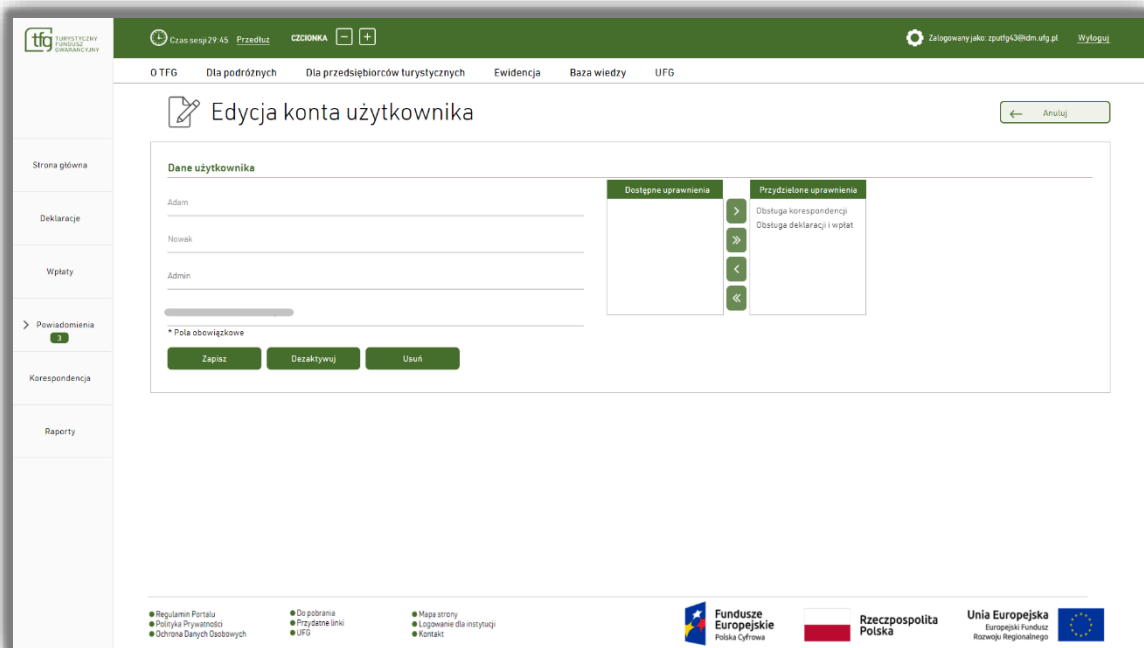 tfg TURYSTYCZNY
FUNDUSZ
GWARANCYJNY
Czas sesji 29:45 Przedłuż CZCIONKA − +
Zalogowany jako: zputfg43@idm.ufg.pl Wyloguj
O TFG Dla podróżnych Dla przedsiębiorców turystycznych Ewidencja Baza wiedzy UFG
Edycja konta użytkownika
← Anuluj
Strona główna
Deklaracje
Wpłaty
> Powiadomienia
3
Korespondencja
Raporty
Dane użytkownika
Adam
Nowak
Admin
* Pola obowiązkowe
Zapisz Dezaktywuj Usuń
Dostępne uprawnienia
>
»
<
«
Przydzielone uprawnienia
Obsługa korespondencji
Obsługa deklaracji i wpłat
Regulamin Portalu
Polityka Prywatności
Ochrona Danych Osobowych
Do pobrania
Przydatne linki
UFG
Mapa strony
Logowanie dla instytucji
Kontakt
Fundusze
Europejskie
Polska Cyfrowa
Rzeczpospolita
Polska
Unia Europejska
Europejski Fundusz
Rozwoju Regionalnego